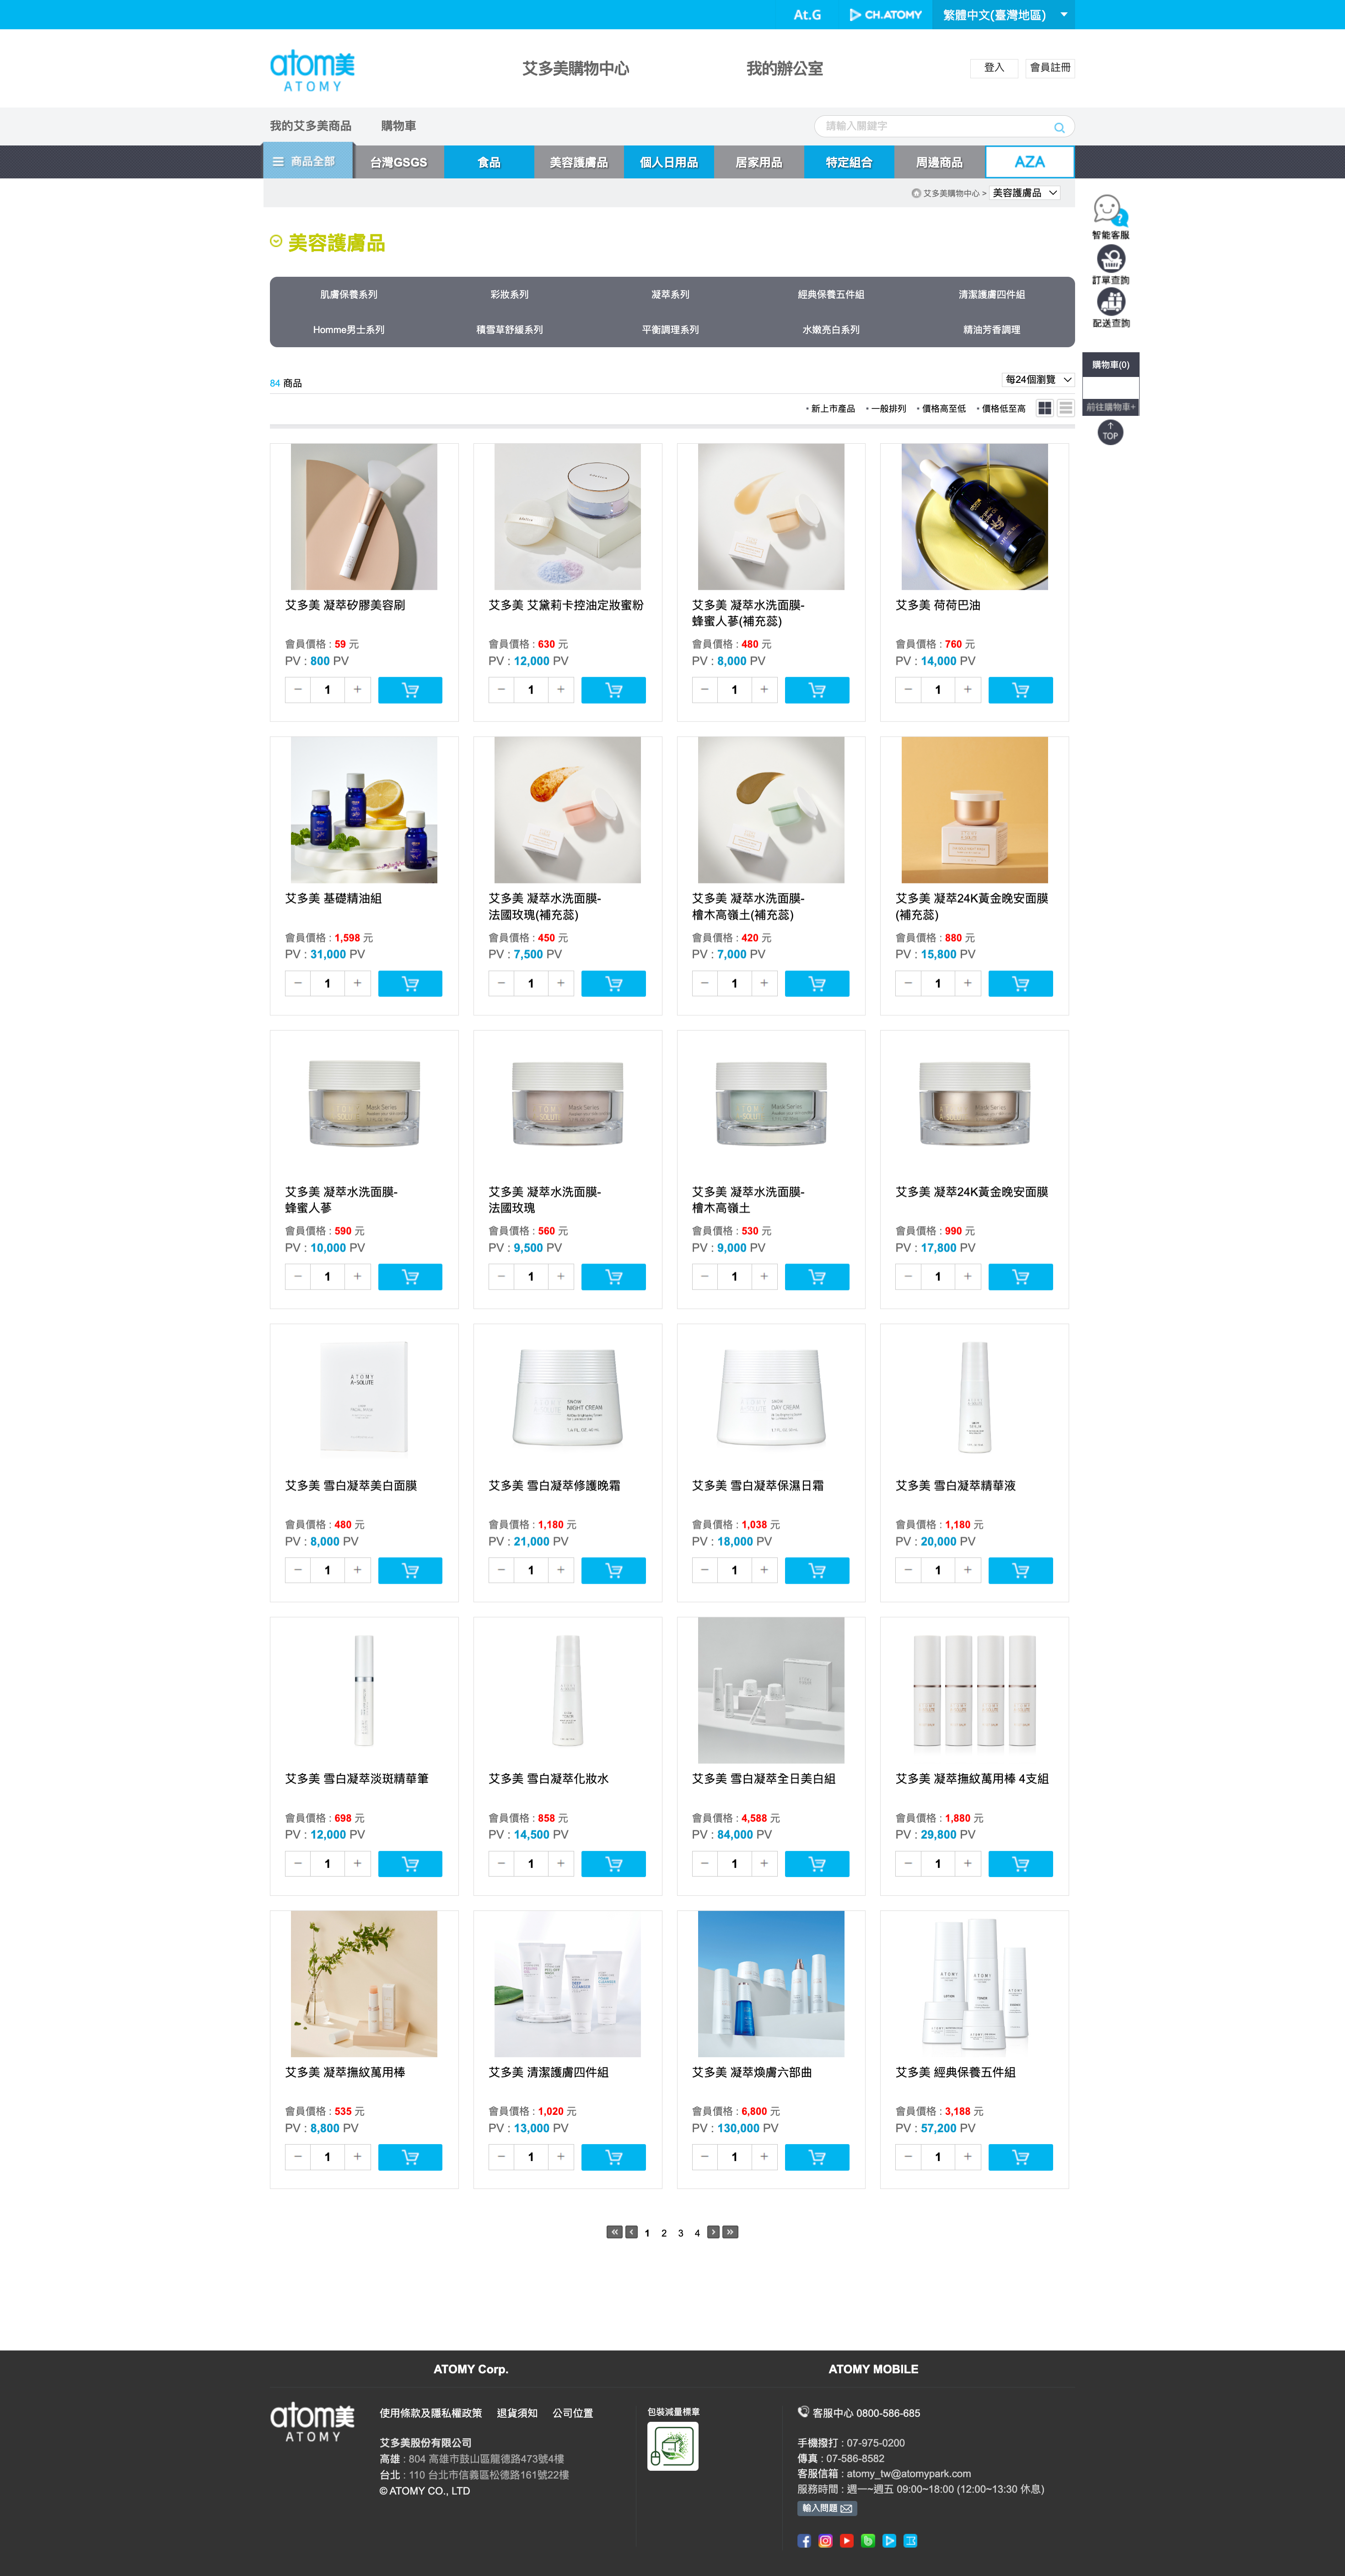 At.G
CH.ATOMY
繁體中文(臺灣地區)
atom美
ATOMY
艾多美購物中心
我的辦公室
登入
會員註冊
我的艾多美商品
購物車
請輸入關鍵字
商品全部
台灣GSGS
食品
美容護膚品
個人日用品
居家用品
特定組合
周邊商品
AZA
艾多美購物中心 >
美容護膚品
智能客服
訂單查詢
配送查詢
購物車(0)
前往購物車+
TOP
美容護膚品
肌膚保養系列
彩妝系列
凝萃系列
經典保養五件組
清潔護膚四件組
Homme男士系列
積雪草舒緩系列
平衡調理系列
水嫩亮白系列
精油芳香調理
84 商品
每24個瀏覽
新上市產品
一般排列
價格高至低
價格低至高
艾多美 凝萃矽膠美容刷
會員價格 : 59 元
PV : 800 PV
1
艾多美 艾黛莉卡控油定妝蜜粉
會員價格 : 630 元
PV : 12,000 PV
1
艾多美 凝萃水洗面膜-
蜂蜜人蔘(補充蕊)
會員價格 : 480 元
PV : 8,000 PV
1
艾多美 荷荷巴油
會員價格 : 760 元
PV : 14,000 PV
1
艾多美 基礎精油組
會員價格 : 1,598 元
PV : 31,000 PV
1
艾多美 凝萃水洗面膜-
法國玫瑰(補充蕊)
會員價格 : 450 元
PV : 7,500 PV
1
艾多美 凝萃水洗面膜-
檜木高嶺土(補充蕊)
會員價格 : 420 元
PV : 7,000 PV
1
艾多美 凝萃24K黃金晚安面膜
(補充蕊)
會員價格 : 880 元
PV : 15,800 PV
1
Mask Series
艾多美 凝萃水洗面膜-
蜂蜜人蔘
會員價格 : 590 元
PV : 10,000 PV
1
Mask Series
艾多美 凝萃水洗面膜-
法國玫瑰
會員價格 : 560 元
PV : 9,500 PV
1
Mask Series
艾多美 凝萃水洗面膜-
檜木高嶺土
會員價格 : 530 元
PV : 9,000 PV
1
Mask Series
艾多美 凝萃24K黃金晚安面膜
會員價格 : 990 元
PV : 17,800 PV
1
ATOMY
A-SOLUTE
艾多美 雪白凝萃美白面膜
會員價格 : 480 元
PV : 8,000 PV
1
SNOW
NIGHT CREAM
艾多美 雪白凝萃修護晚霜
會員價格 : 1,180 元
PV : 21,000 PV
1
SNOW
DAY CREAM
艾多美 雪白凝萃保濕日霜
會員價格 : 1,038 元
PV : 18,000 PV
1
艾多美 雪白凝萃精華液
會員價格 : 1,180 元
PV : 20,000 PV
1
艾多美 雪白凝萃淡斑精華筆
會員價格 : 698 元
PV : 12,000 PV
1
艾多美 雪白凝萃化妝水
會員價格 : 858 元
PV : 14,500 PV
1
艾多美 雪白凝萃全日美白組
會員價格 : 4,588 元
PV : 84,000 PV
1
艾多美 凝萃撫紋萬用棒 4支組
會員價格 : 1,880 元
PV : 29,800 PV
1
艾多美 凝萃撫紋萬用棒
會員價格 : 535 元
PV : 8,800 PV
1
艾多美 清潔護膚四件組
會員價格 : 1,020 元
PV : 13,000 PV
1
艾多美 凝萃煥膚六部曲
會員價格 : 6,800 元
PV : 130,000 PV
1
ATOMY
ATOMY
ATOMY
艾多美 經典保養五件組
會員價格 : 3,188 元
PV : 57,200 PV
1
1 2 3 4
ATOMY Corp.
ATOMY MOBILE
atom美
ATOMY
使用條款及隱私權政策
退貨須知
公司位置
艾多美股份有限公司
高雄 : 804 高雄市鼓山區龍德路473號4樓
台北 : 110 台北市信義區松德路161號22樓
© ATOMY CO., LTD
包裝減量標章
客服中心 0800-586-685
手機撥打 : 07-975-0200
傳真 : 07-586-8582
客服信箱 : atomy_tw@atomypark.com
服務時間 : 週一~週五 09:00~18:00 (12:00~13:30 休息)
輸入問題